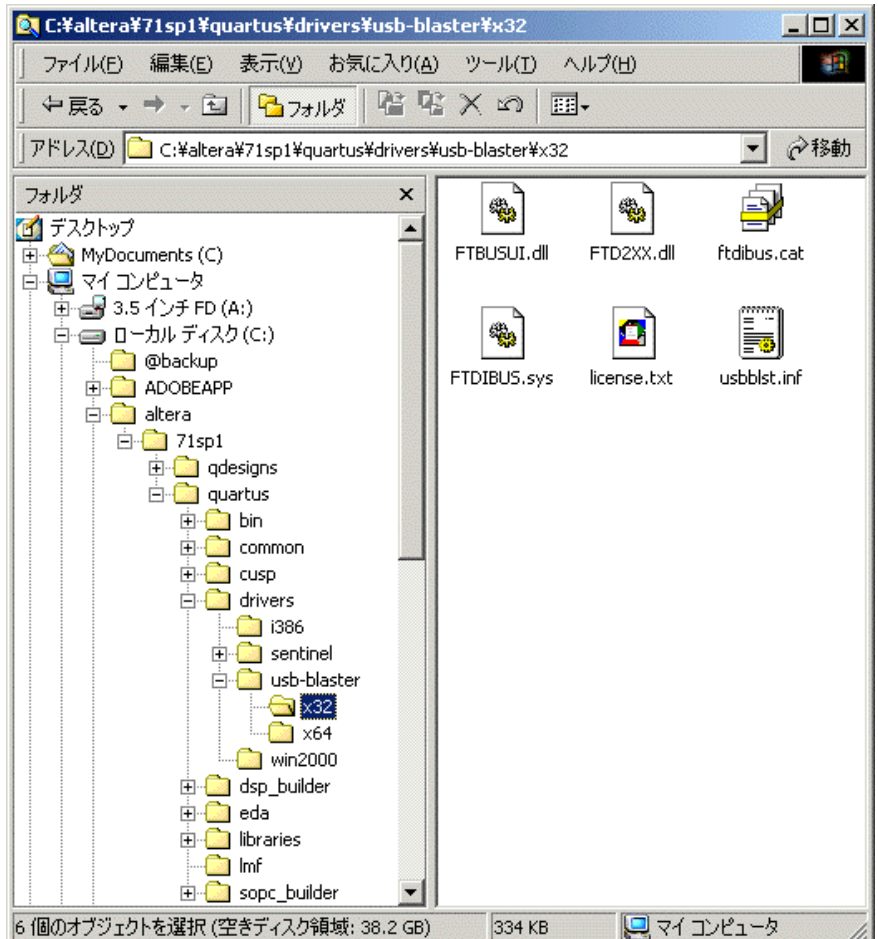 C:¥altera¥71sp1¥quartus¥drivers¥usb-blaster¥x32
ファイル(F) 編集(E) 表示(V) お気に入り(A) ツール(T) ヘルプ(H)
戻る フォルダ
アドレス(D) C:¥altera¥71sp1¥quartus¥drivers¥usb-blaster¥x32 移動
フォルダ
デスクトップ
MyDocuments (C)
マイ コンピュータ
3.5 インチ FD (A:)
ローカル ディスク (C:)
@backup
ADOBEAPP
altera
71sp1
qdesigns
quartus
bin
common
cusp
drivers
i386
sentinel
usb-blaster
x32
x64
win2000
dsp_builder
eda
libraries
lmf
sopc_builder
FTBUSUI.dll FTD2XX.dll ftdibus.cat
FTDIBUS.sys license.txt usbblst.inf
6 個のオブジェクトを選択 (空きディスク領域: 38.2 GB) 334 KB マイ コンピュータ